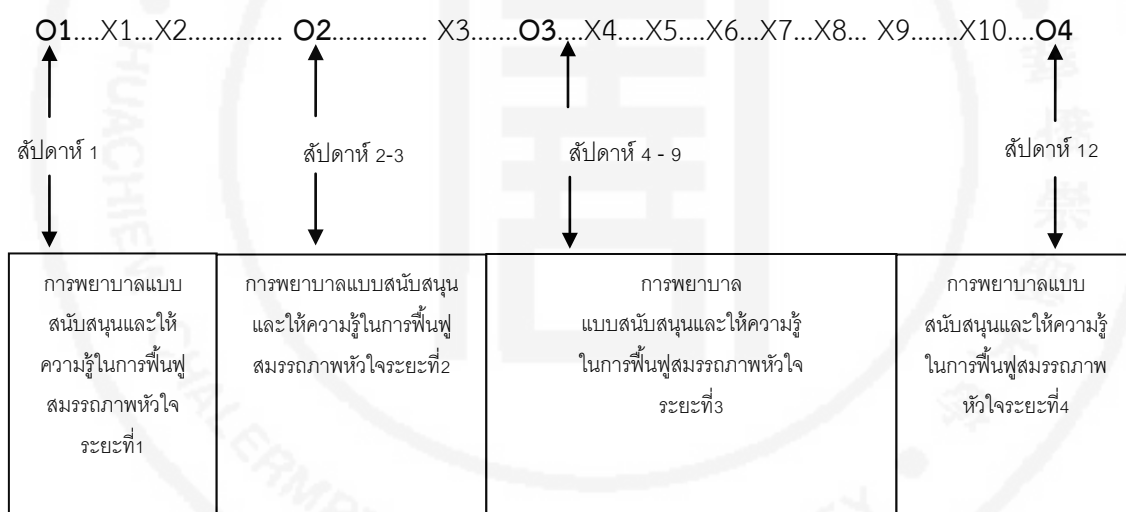 O1....X1...X2.............. O2.............. X3.......O3....X4....X5....X6...X7...X8... X9.......X10....O4
สัปดาห์ 1
สัปดาห์ 2-3
สัปดาห์ 4 - 9
สัปดาห์ 12
การพยาบาลแบบ
สนับสนุนและให้
ความรู้ในการฟื้นฟู
สมรรถภาพหัวใจ
ระยะที่1
การพยาบาลแบบสนับสนุน
และให้ความรู้ในการฟื้นฟู
สมรรถภาพหัวใจระยะที่2
การพยาบาล
แบบสนับสนุนและให้ความรู้
ในการฟื้นฟูสมรรถภาพหัวใจ
ระยะที่3
การพยาบาลแบบ
สนับสนุนและให้ความรู้
ในการฟื้นฟูสมรรถภาพ
หัวใจระยะที่4